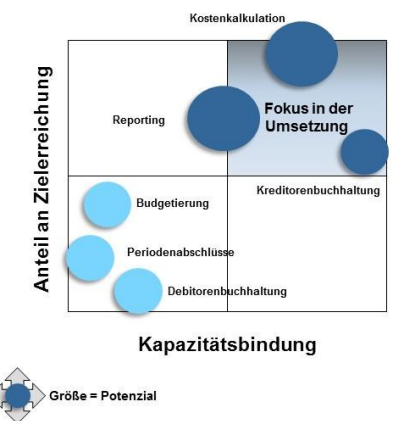 Kostenkalkulation
Anteil an Zielerreichung
Reporting
Fokus in der
Umsetzung
Kreditorenbuchhaltung
Budgetierung
Periodenabschlüsse
Debitorenbuchhaltung
Kapazitätsbindung
Größe = Potenzial